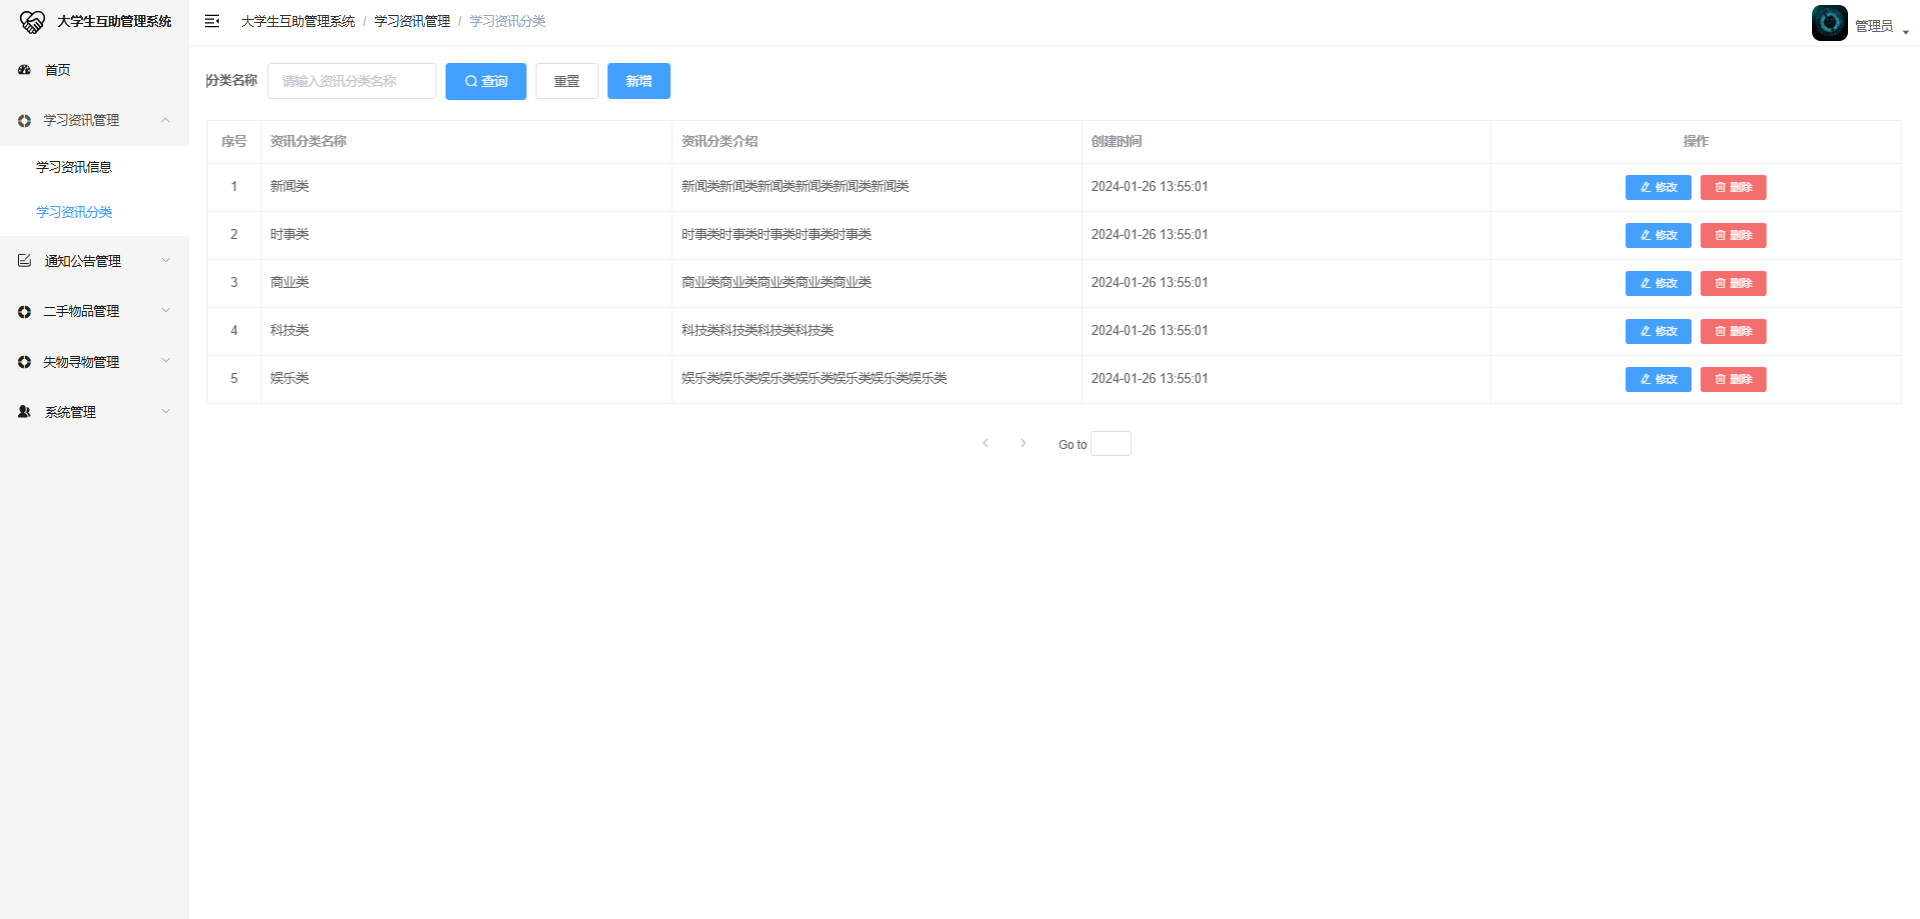 大学生互助管理系统
大学生互助管理系统 / 学习资讯管理 / 学习资讯分类
管理员
首页
学习资讯管理
学习资讯信息
学习资讯分类
通知公告管理
二手物品管理
失物寻物管理
系统管理
分类名称 请输入资讯分类名称 查询 重置 新增
序号 资讯分类名称 资讯分类介绍 创建时间 操作
1 新闻类 新闻类新闻类新闻类新闻类新闻类新闻类 2024-01-26 13:55:01 修改 删除
2 时事类 时事类时事类时事类时事类时事类 2024-01-26 13:55:01 修改 删除
3 商业类 商业类商业类商业类商业类商业类 2024-01-26 13:55:01 修改 删除
4 科技类 科技类科技类科技类科技类 2024-01-26 13:55:01 修改 删除
5 娱乐类 娱乐类娱乐类娱乐类娱乐类娱乐类娱乐类娱乐类 2024-01-26 13:55:01 修改 删除
Go to